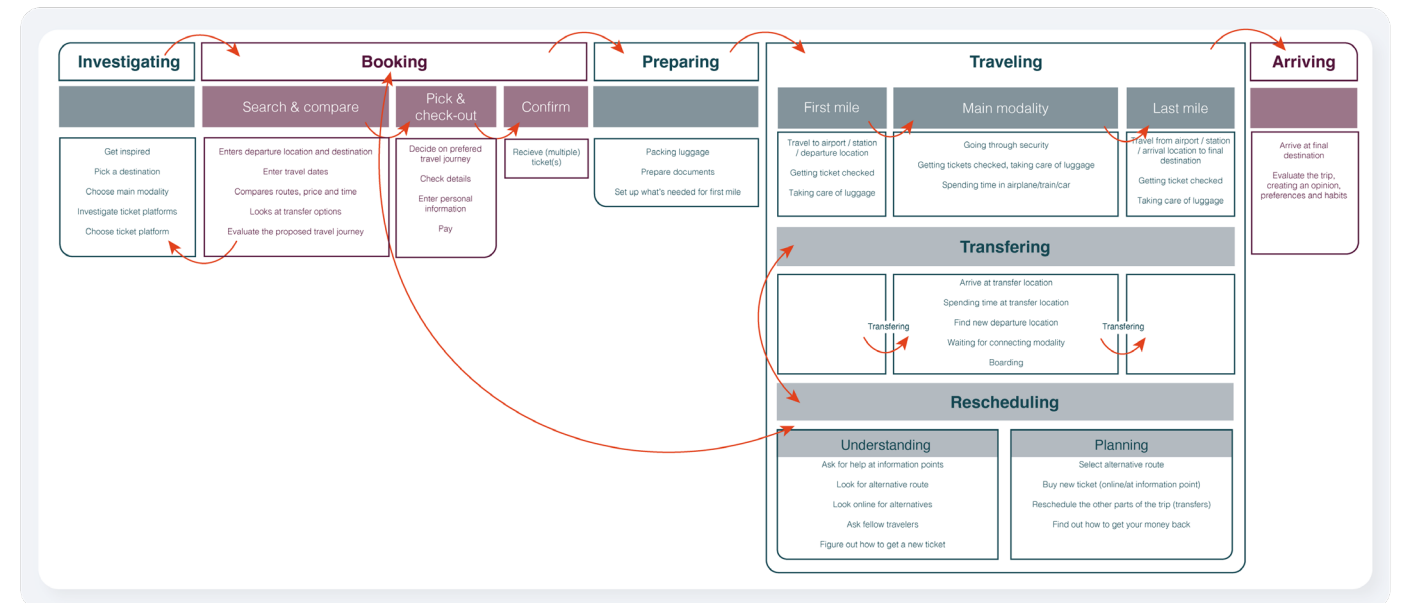 Investigating
Booking
Preparing
Traveling
Arriving
Search & compare
Pick &
check-out
Confirm
First mile
Main modality
Last mile
Get inspired
Pick a destination
Choose main modality
Investigate ticket platforms
Choose ticket platform
Enters departure location and destination
Enter travel dates
Compares routes, price and time
Looks at transfer options
Evaluate the proposed travel journey
Decide on prefered
travel journey
Check details
Enter personal
information
Pay
Recieve (multiple)
ticket(s)
Packing luggage
Prepare documents
Set up what's needed for first mile
Travel to airport / station
/ departure location
Getting ticket checked
Taking care of luggage
Going through security
Getting tickets checked, taking care of luggage
Spending time in airplane/train/car
Travel from airport / station
/ arrival location to final
destination
Getting ticket checked
Taking care of luggage
Arrive at final
destination
Evaluate the trip,
creating an opinion,
preferences and habits
Transfering
Arrive at transfer location
Spending time at transfer location
Find new departure location
Waiting for connecting modality
Boarding
Transfering
Transfering
Rescheduling
Understanding
Ask for help at information points
Look for alternative route
Look online for alternatives
Ask fellow travelers
Figure out how to get a new ticket
Planning
Select alternative route
Buy new ticket (online/at information point)
Reschedule the other parts of the trip (transfers)
Find out how to get your money back